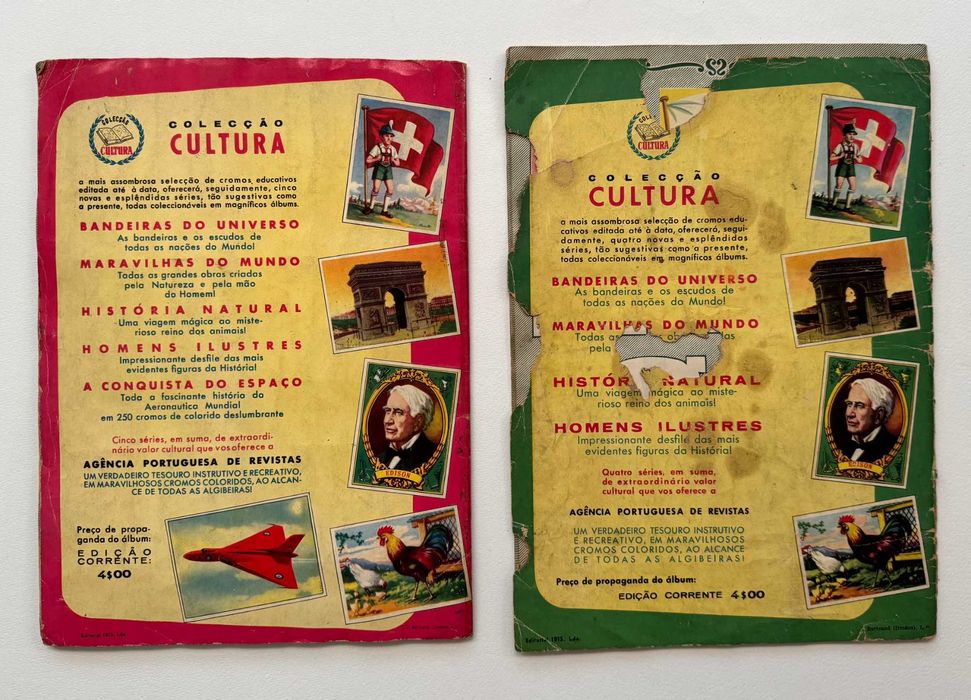 COLECÇÃO
CULTURA
COLECÇÃO
CULTURA
a mais assombrosa selecção de cromos educativos
editada até à data, oferecerá, seguidamente, cinco
novas e esplêndidas séries, tão sugestivas como
a presente, todas coleccionáveis em magníficos álbums.
BANDEIRAS DO UNIVERSO
As bandeiras e os escudos de
todas as nações do Mundo!
MARAVILHAS DO MUNDO
Todas as grandes obras criadas
pela Natureza e pela mão
do Homem!
HISTÓRIA NATURAL
Uma viagem mágica ao miste-
rioso reino dos animais!
HOMENS ILUSTRES
Impressionante desfile das mais
evidentes figuras da História!
A CONQUISTA DO ESPAÇO
Toda a fascinante história da
Aeronautica Mundial
em 250 cromos de colorido deslumbrante
Cinco séries, em suma, de extraordi-
nário valor cultural que vos oferece a
AGÊNCIA PORTUGUESA DE REVISTAS
UM VERDADEIRO TESOURO INSTRUTIVO E RECREATIVO,
EM MARAVILHOSOS CROMOS COLORIDOS, AO ALCAN-
CE DE TODAS AS ALGIBEIRAS!
Preço de propa-
ganda do álbum:
EDIÇÃO
CORRENTE:
4$00
EDISON
CULTURA
COLECÇÃO
CULTURA
a mais assombrosa selecção de cromos edu-
cativos editada até à data, oferecerá, segui-
damente, quatro novas e esplêndidas
séries, tão sugestivas como a presente,
todas coleccionáveis em magníficos álbums.
BANDEIRAS DO UNIVERSO
As bandeiras e os escudos de
todas as nações do Mundo!
MARAVILHAS DO MUNDO
Todas
pela
NATURAL
Uma viagem mágica ao miste-
rioso reino dos animais!
HOMENS ILUSTRES
Impressionante desfile das mais
evidentes figuras da História!
Quatro séries, em suma,
de extraordinário valor
cultural que vos oferece a
AGÊNCIA PORTUGUESA DE REVISTAS
UM VERDADEIRO TESOURO INSTRUTIVO
E RECREATIVO, EM MARAVILHOSOS
CROMOS COLORIDOS, AO ALCANCE
DE TODAS AS ALGIBEIRAS!
Preço de propaganda do álbum:
EDIÇÃO CORRENTE 4$00
EDISON